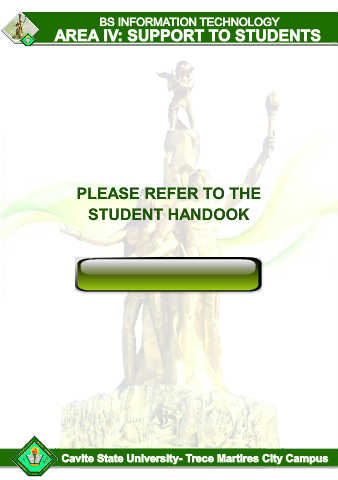 BS INFORMATION TECHNOLOGY
AREA IV: SUPPORT TO STUDENTS
PLEASE REFER TO THE
STUDENT HANDOOK
Cavite State University- Trece Martires City Campus